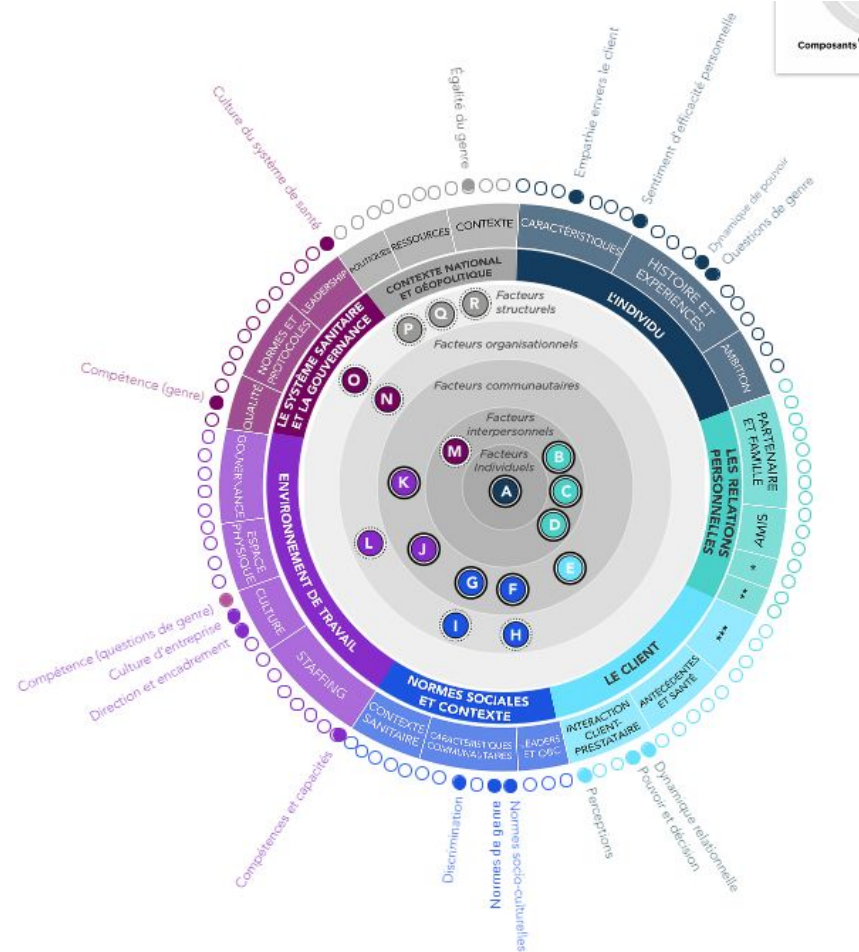 Composants
Égalité du genre
Empathie envers le client
Sentiment d'efficacité personnelle
Dynamique de pouvoir
Questions de genre
Culture du système de santé
Compétence (genre)
Compétence (questions de genre)
Culture d'entreprise
Direction et encadrement
Compétences et capacités
Discrimination
Normes de genre
Normes socio-culturelles
Perceptions
Pouvoir et décision
Dynamique relationnelle
POLITIQUES
RESSOURCES
CONTEXTE
CARACTÉRISTIQUES
HISTOIRE ET
EXPERIENCES
AMBITION
PARTENAIRE
ET FAMILLE
AMIS
*
**
***
ANTÉCÉDENTES
ET SANTÉ
INTERACTION
CLIENT-
PRESTATAIRE
LEADERS
ET OBC
CARACTÉRISTIQUES
COMMUNAUTAIRES
CONTEXTE
SANITAIRE
STAFFING
CULTURE
ESPACE
PHYSIQUE
GOUVERNANCE
QUALITÉ
NORMES ET
PROTOCOLES
LEADERSHIP
CONTEXTE NATIONAL
ET GÉOPOLITIQUE
L'INDIVIDU
LES RELATIONS
PERSONNELLES
LE CLIENT
NORMES SOCIALES
ET CONTEXTE
ENVIRONNEMENT DE TRAVAIL
LE SYSTÈME SANITAIRE
ET LA GOUVERNANCE
Facteurs
structurels
Facteurs organisationnels
Facteurs communautaires
Facteurs
interpersonnels
Facteurs
Individuels
R
Q
P
O
N
M
B
A
C
K
D
L
J
E
G
F
I
H